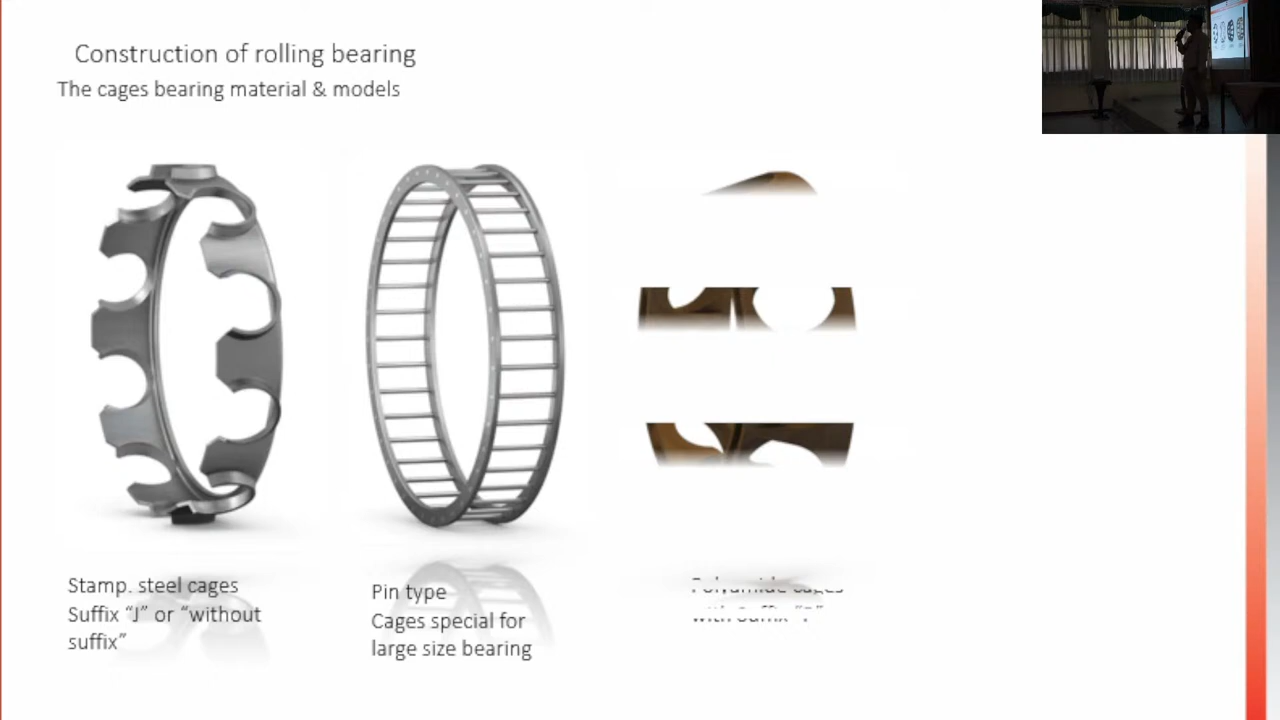 Construction of rolling bearing
The cages bearing material & models
Stamp. steel cages
Suffix “J” or “without
suffix”
Pin type
Cages special for
large size bearing
Polyamide cages
with Suffix